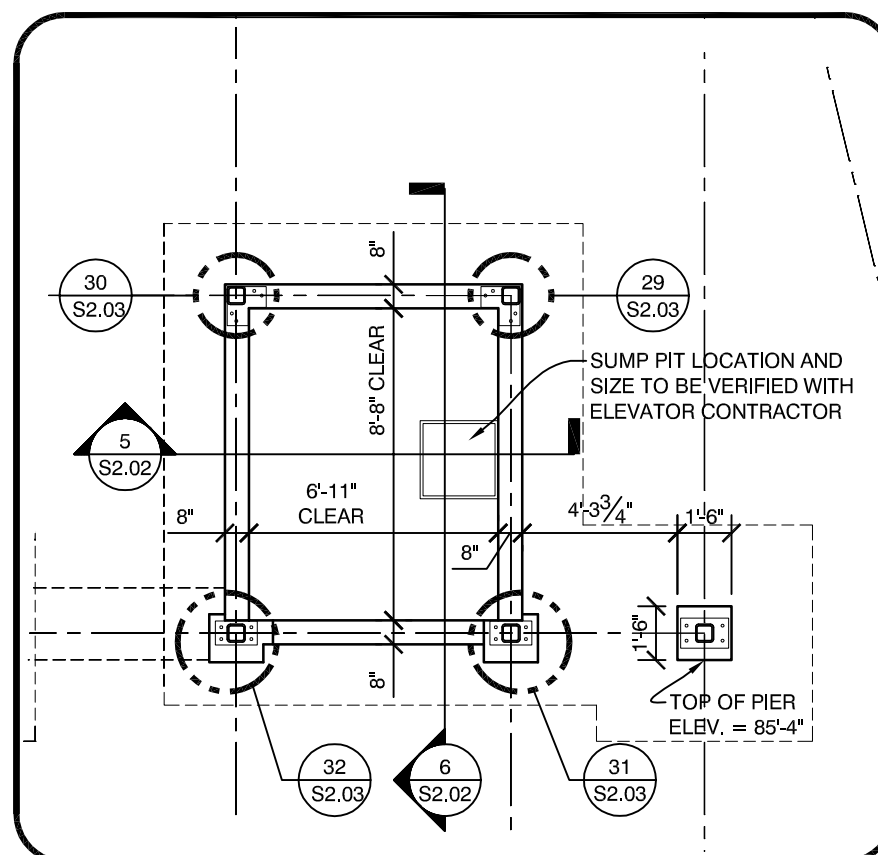 8"
30
S2.03
29
S2.03
8'-8" CLEAR
SUMP PIT LOCATION AND
SIZE TO BE VERIFIED WITH
ELEVATOR CONTRACTOR
5
S2.02
6'-11"
CLEAR
8"
8"
4'-3 3/4"
1'-6"
1'-6"
8"
TOP OF PIER
ELEV. = 85'-4"
32
S2.03
6
S2.02
31
S2.03